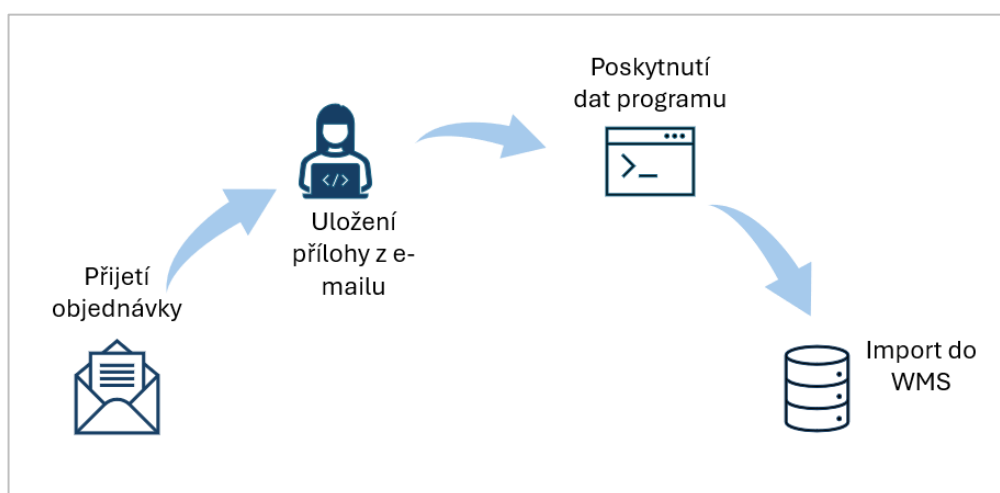 Přijetí
objednávky
Uložení
přílohy z e-
mailu
</>
Poskytnutí
dat programu
>_
Import do
WMS